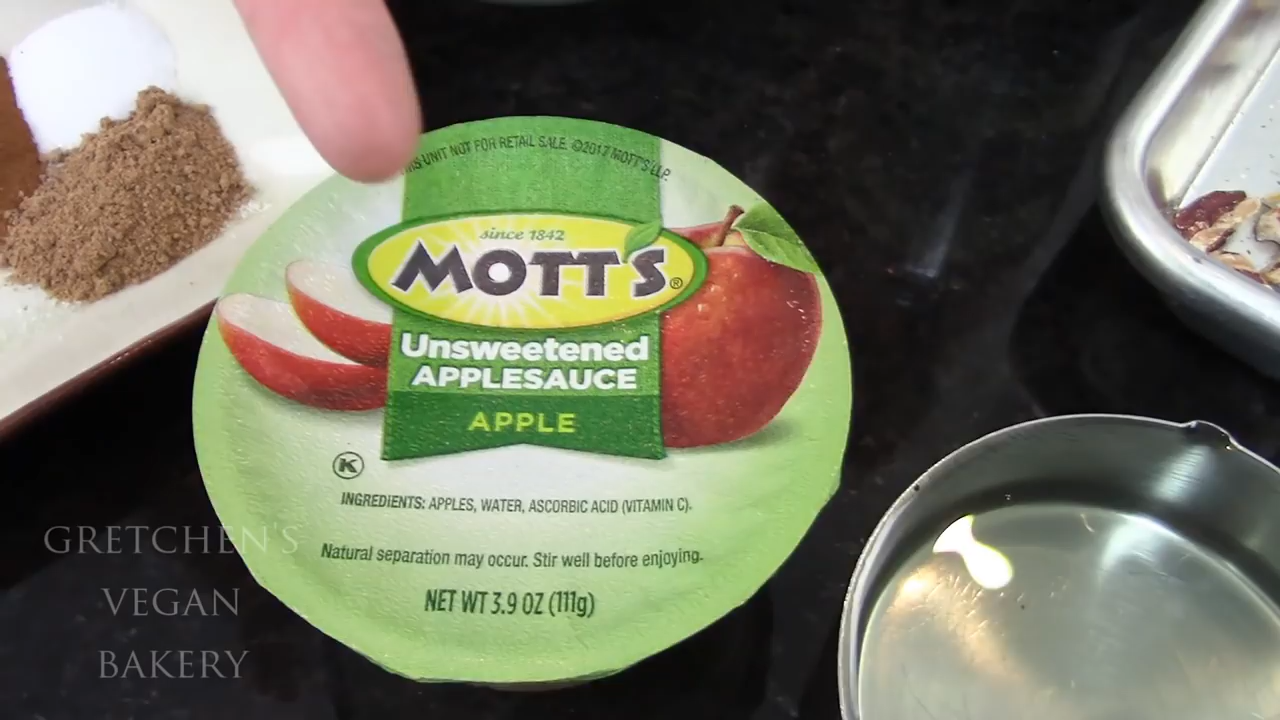 UNIT NOT FOR RETAIL SALE. ©2017 MOTT'S LLP.
since 1842
MOTT'S®
Unsweetened
APPLESAUCE
APPLE
K
INGREDIENTS: APPLES, WATER, ASCORBIC ACID (VITAMIN C).
Natural separation may occur. Stir well before enjoying.
NET WT 3.9 OZ (111g)
GRETCHEN'S
VEGAN
BAKERY